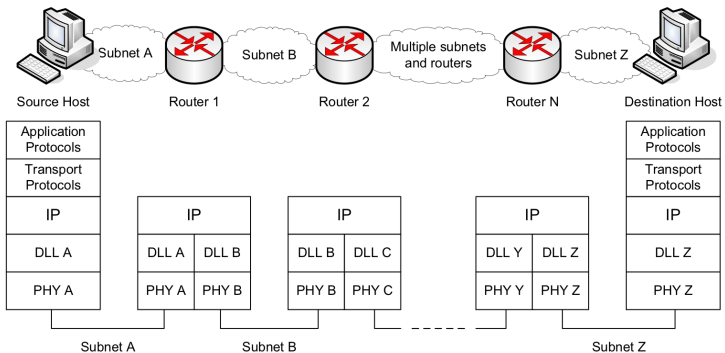 Subnet A
Subnet B
Multiple subnets
and routers
Subnet Z
Source Host
Router 1
Router 2
Router N
Destination Host
Application
Protocols
Application
Protocols
Transport
Protocols
Transport
Protocols
IP
IP
IP
IP
IP
DLL A
DLL A
DLL B
DLL B
DLL C
DLL Y
DLL Z
DLL Z
PHY A
PHY A
PHY B
PHY B
PHY C
PHY Y
PHY Z
PHY Z
Subnet A
Subnet B
Subnet Z